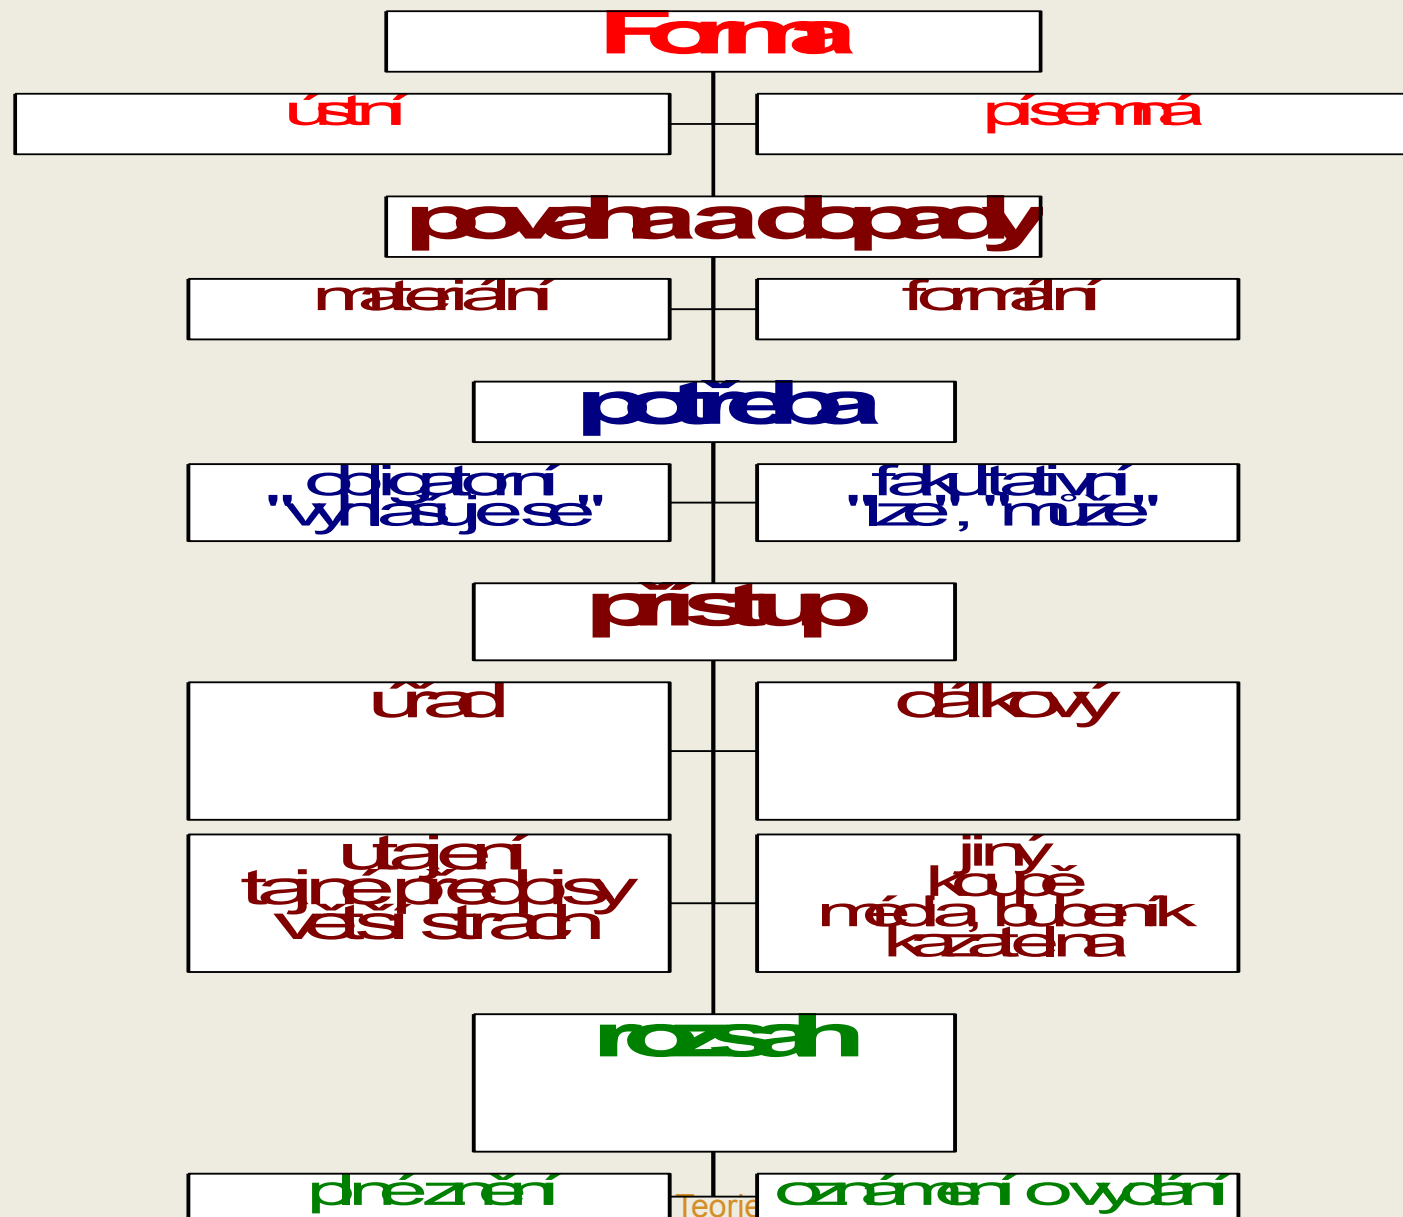 Forma
ústní
písemná
povaha a dopady
materiální
formální
potřeba
obligatorní
"vyhlašuje se"
fakultativní
"lze", "může"
přístup
úřad
dálkový
utajení
tajné předpisy
větší strach
jiný
koupě
média, bubeník
kazatelna
rozsah
plné znění
oznámení o vydání
Teorie